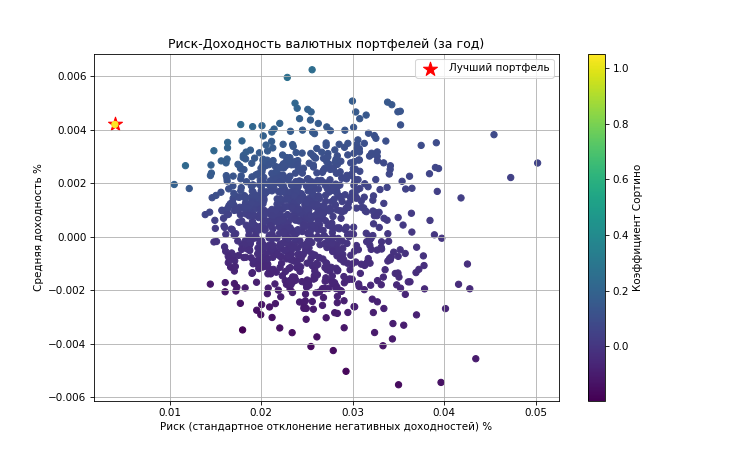 Риск-Доходность валютных портфелей (за год)
Лучший портфель
Средняя доходность %
0.006
0.004
0.002
0.000
−0.002
−0.004
−0.006
0.01 0.02 0.03 0.04 0.05
Риск (стандартное отклонение негативных доходностей) %
1.0
0.8
0.6
0.4
0.2
0.0
Коэффициент Сортино